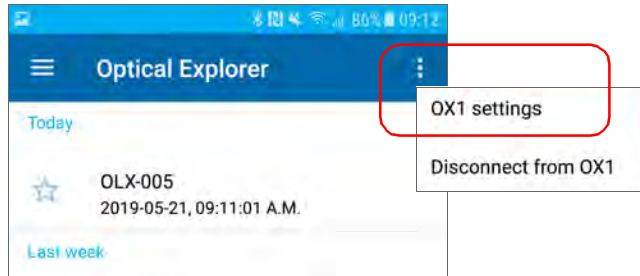 86% 09:12
Optical Explorer
OX1 settings
Today
Disconnect from OX1
OLX-005
2019-05-21, 09:11:01 A.M.
Last week